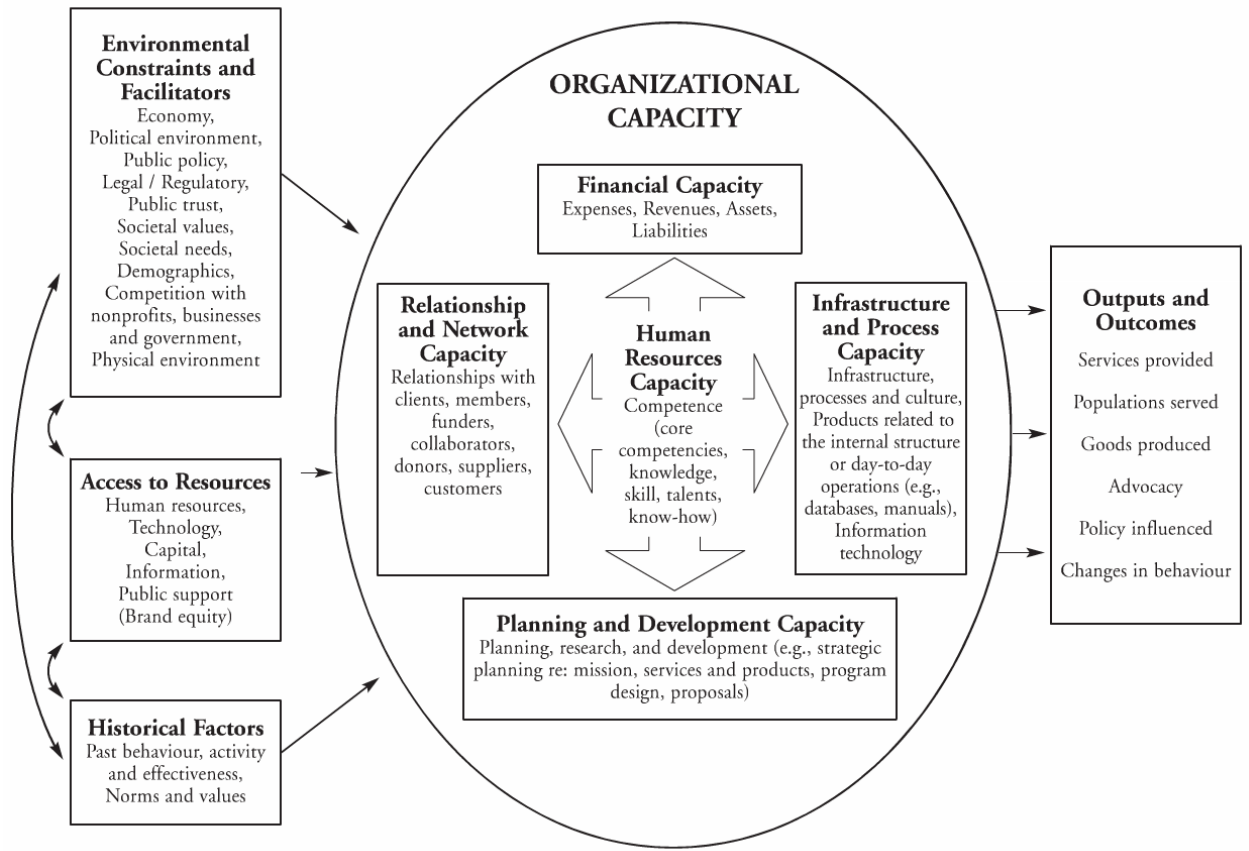 Environmental
Constraints and
Facilitators
Economy,
Political environment,
Public policy,
Legal / Regulatory,
Public trust,
Societal values,
Societal needs,
Demographics,
Competition with
nonprofits, businesses
and government,
Physical environment
Access to Resources
Human resources,
Technology,
Capital,
Information,
Public support
(Brand equity)
Historical Factors
Past behaviour, activity
and effectiveness,
Norms and values
ORGANIZATIONAL
CAPACITY
Financial Capacity
Expenses, Revenues, Assets,
Liabilities
Relationship
and Network
Capacity
Relationships with
clients, members,
funders,
collaborators,
donors, suppliers,
customers
Human
Resources
Capacity
Competence
(core
competencies,
knowledge,
skill, talents,
know-how)
Infrastructure
and Process
Capacity
Infrastructure,
processes and culture,
Products related to
the internal structure
or day-to-day
operations (e.g.,
databases, manuals),
Information
technology
Planning and Development Capacity
Planning, research, and development (e.g., strategic
planning re: mission, services and products, program
design, proposals)
Outputs and
Outcomes
Services provided
Populations served
Goods produced
Advocacy
Policy influenced
Changes in behaviour